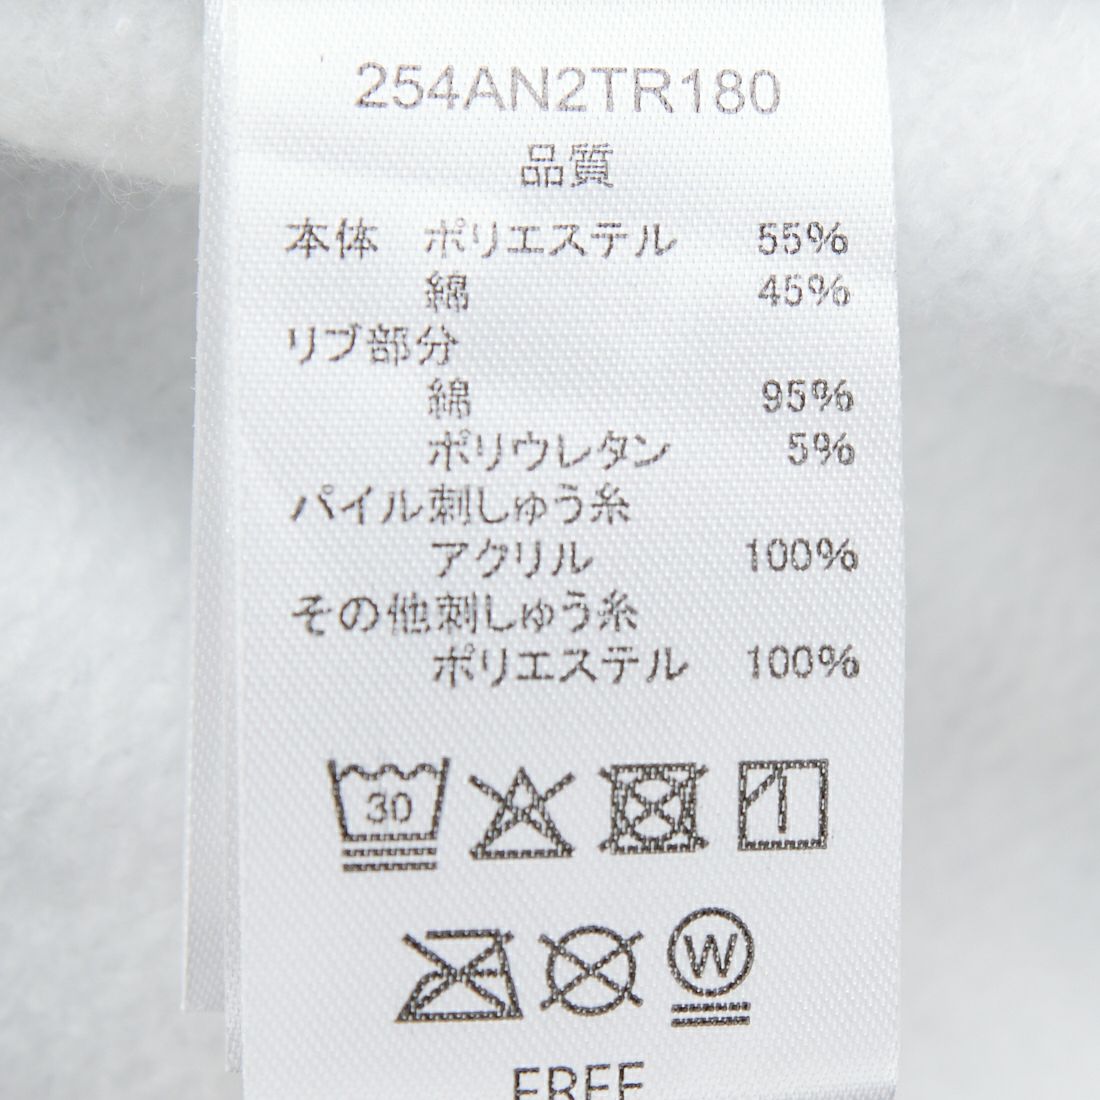 254AN2TR180
品質
本体 ポリエステル 55%
綿 45%
リブ部分
綿 95%
ポリウレタン 5%
パイル刺しゅう糸
アクリル 100%
その他刺しゅう糸
ポリエステル 100%
30
W
FREE